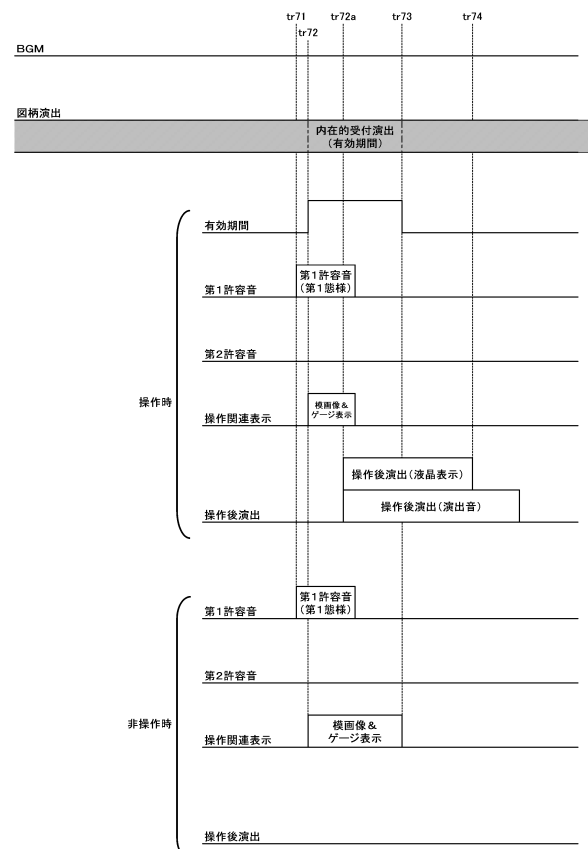 tr71
tr72
tr72a
tr73
tr74
BGM
図柄演出
内在的受付演出
(有効期間)
操作時
有効期間
第1許容音
第1許容音
(第1態様)
第2許容音
操作関連表示
模画像&
ゲージ表示
操作後演出
操作後演出(液晶表示)
操作後演出(演出音)
非操作時
第1許容音
第1許容音
(第1態様)
第2許容音
操作関連表示
模画像&
ゲージ表示
操作後演出